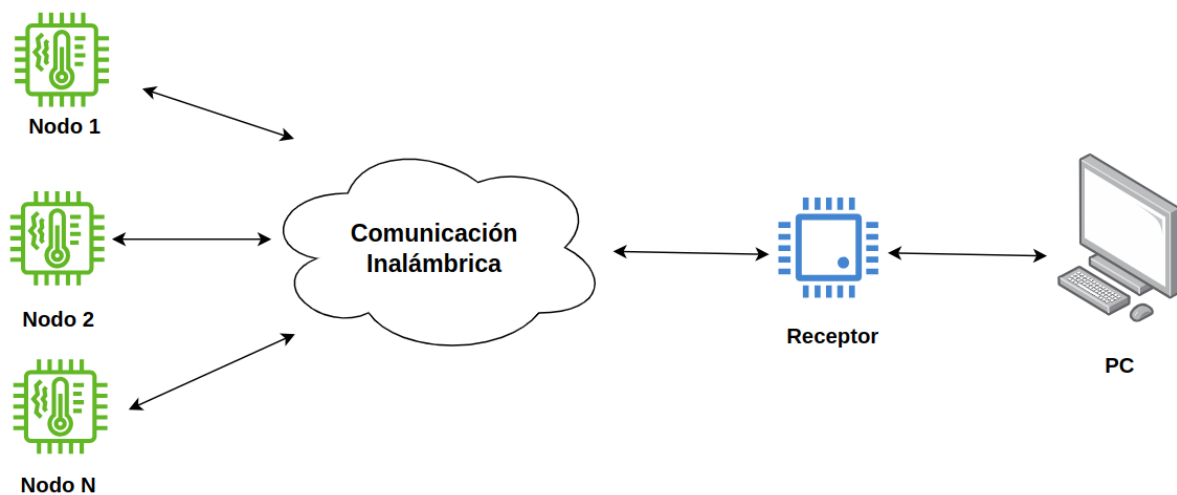 Nodo 1
Nodo 2
Nodo N
Comunicación
Inalámbrica
Receptor
PC